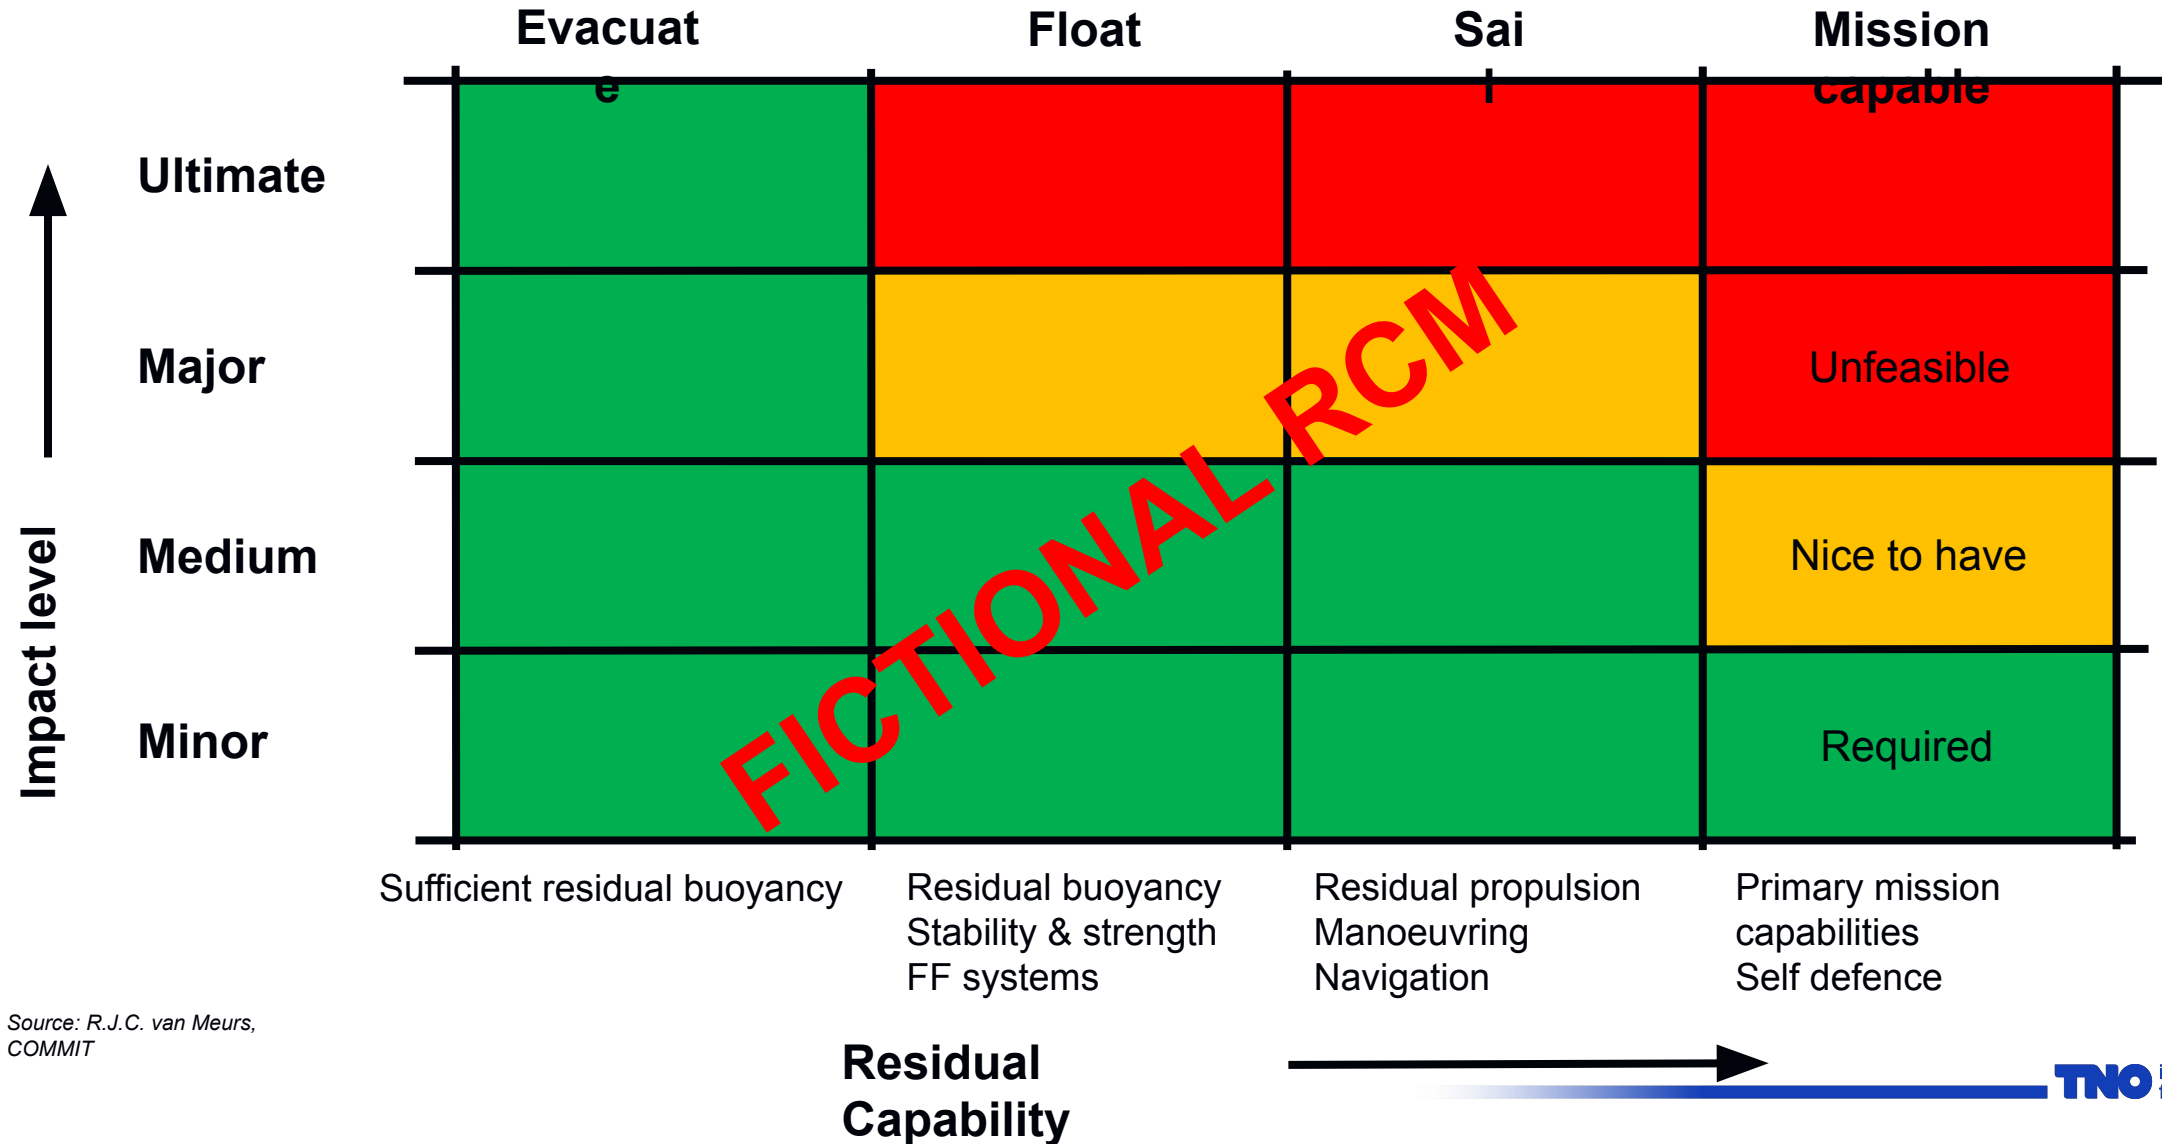 Evacuat
e
Float
Sai
l
Mission
capable
Ultimate
Major
Unfeasible
Medium
Nice to have
Minor
Required
Impact level
FICTIONAL RCM
Sufficient residual buoyancy
Residual buoyancy
Stability & strength
FF systems
Residual propulsion
Manoeuvring
Navigation
Primary mission
capabilities
Self defence
Source: R.J.C. van Meurs,
COMMIT
Residual
Capability
TNO